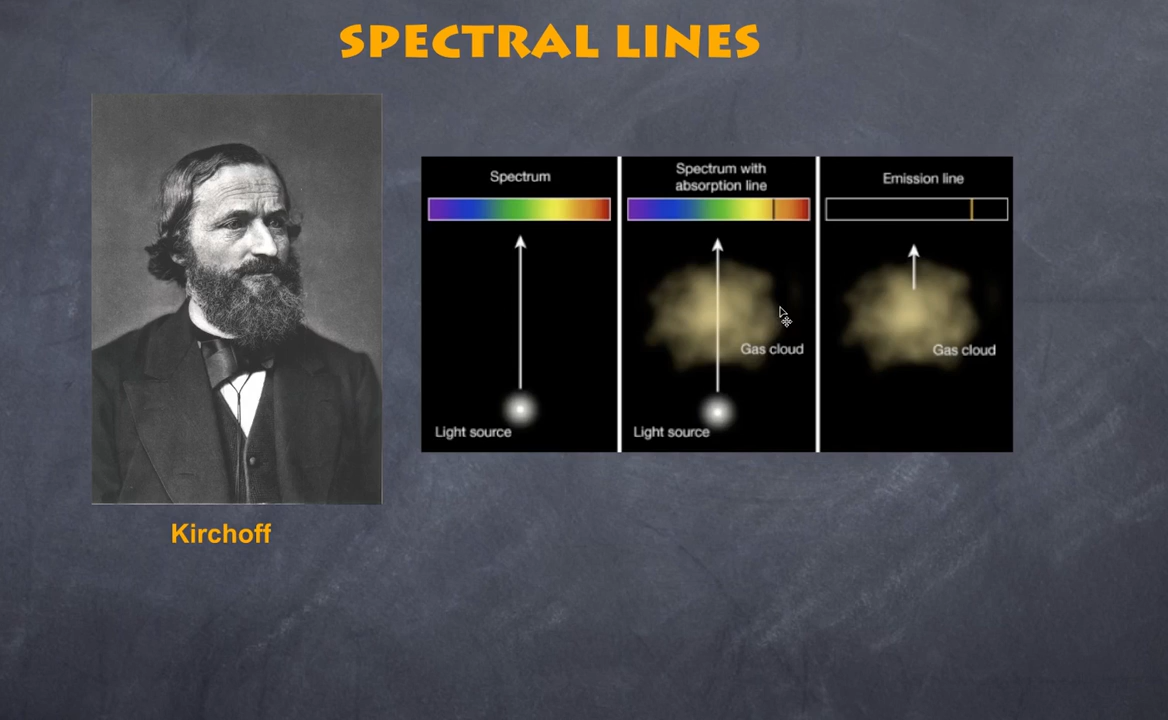 SPECTRAL LINES
Spectrum
Light source
Spectrum with
absorption line
Gas cloud
Light source
Emission line
Gas cloud
Kirchoff